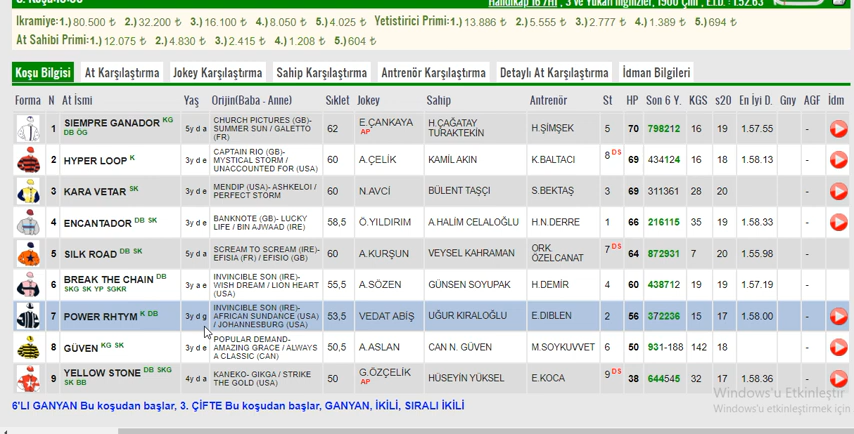 Handikap 16 /H1 , 3 ve Yukarı İngilizler, 1900 Çim , E.İ.D. : 1.52.63
Ikramiye:1.) 80.500 ₺ 2.) 32.200 ₺ 3.) 16.100 ₺ 4.) 8.050 ₺ 5.) 4.025 ₺ Yetistirici Primi:1.) 13.886 ₺ 2.) 5.555 ₺ 3.) 2.777 ₺ 4.) 1.389 ₺ 5.) 694 ₺
At Sahibi Primi:1.) 12.075 ₺ 2.) 4.830 ₺ 3.) 2.415 ₺ 4.) 1.208 ₺ 5.) 604 ₺
Koşu Bilgisi At Karşılaştırma Jokey Karşılaştırma Sahip Karşılaştırma Antrenör Karşılaştırma Detaylı At Karşılaştırma İdman Bilgileri
Forma N At İsmi Yaş Orijin(Baba - Anne) Sıklet Jokey Sahip Antrenör St HP Son 6 Y. KGS s20 En İyi D. Gny AGF İdm
1 SIEMPRE GANADOR KG DB ÖG 5y d a CHURCH PICTURES (GB)- SUMMER SUN / GALETTO (FR) 62 E.ÇANKAYA AP H.ÇAĞATAY TURAKTEKİN H.ŞİMŞEK 5 70 798212 16 19 1.57.55 -
2 HYPER LOOP K 3y d e CAPTAIN RIO (GB)- MYSTICAL STORM / UNACCOUNTED FOR (USA) 60 A.ÇELİK KAMİL AKIN K.BALTACI 8 DS 69 434124 16 18 1.58.13 -
3 KARA VETAR SK 3y d e MENDIP (USA)- ASHKELOI / PERFECT STORM 60 N.AVCİ BÜLENT TAŞÇI S.BEKTAŞ 3 69 311361 28 20 -
4 ENCANTADOR DB SK 3y d e BANKNOTE (GB)- LUCKY LIFE / BIN AJWAAD (IRE) 58,5 Ö.YILDIRIM A.HALİM CELALOĞLU H.N.DERRE 1 66 216115 35 19 1.58.33 -
5 SILK ROAD DB SK 5y d a SCREAM TO SCREAM (IRE)- EFISIA (FR) / EFISIO (GB) 58 A.KURŞUN VEYSEL KAHRAMAN ORK. ÖZELCANAT 7 DS 64 872931 7 20 1.55.98 -
6 BREAK THE CHAIN DB SKG SK YP SGKR 3y a e INVINCIBLE SON (IRE)- WISH DREAM / LION HEART (USA) 55,5 A.SÖZEN GÜNSEN SOYUPAK H.DEMİR 4 60 438712 19 19 1.57.19 -
7 POWER RHTYM K DB 3y d g INVINCIBLE SON (IRE)- AFRICAN SUNDANCE (USA) / JOHANNESBURG (USA) 53,5 VEDAT ABİŞ UĞUR KIRALOĞLU E.DIBLEN 2 56 372236 15 17 1.58.00 -
8 GÜVEN KG SK 3y d e POPULAR DEMAND- AMAZING GRACE / ALWAYS A CLASSIC (CAN) 50,5 A.ASLAN CAN N. GÜVEN M.SOYKUVVET 6 50 931-188 142 18 -
9 YELLOW STONE DB SKG SK BB 4y d a KANEKO- GIKGA / STRIKE THE GOLD (USA) 50 G.ÖZÇELİK AP HÜSEYİN YÜKSEL E.KOCA 9 DS 38 644545 32 17 1.58.36 -
6'LI GANYAN Bu koşudan başlar, 3. ÇİFTE Bu koşudan başlar, GANYAN, İKİLİ, SIRALI İKİLİ
Windows'u Etkinleştir
Windows'u etkinleştirmek için